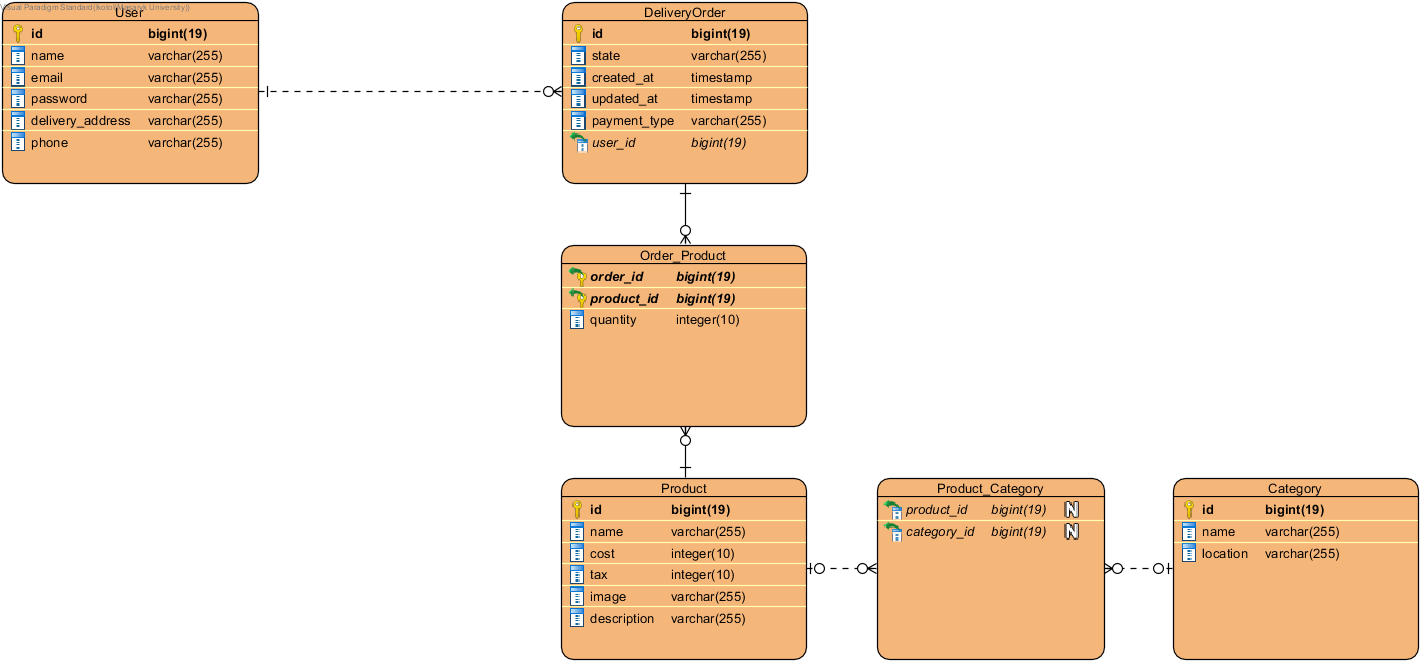 Visual Paradigm Standard(kotol(Masaryk University))
User
id bigint(19)
name varchar(255)
email varchar(255)
password varchar(255)
delivery_address varchar(255)
phone varchar(255)
DeliveryOrder
id bigint(19)
state varchar(255)
created_at timestamp
updated_at timestamp
payment_type varchar(255)
user_id bigint(19)
Order_Product
order_id bigint(19)
product_id bigint(19)
quantity integer(10)
Product
id bigint(19)
name varchar(255)
cost integer(10)
tax integer(10)
image varchar(255)
description varchar(255)
Product_Category
product_id bigint(19) N
category_id bigint(19) N
Category
id bigint(19)
name varchar(255)
location varchar(255)